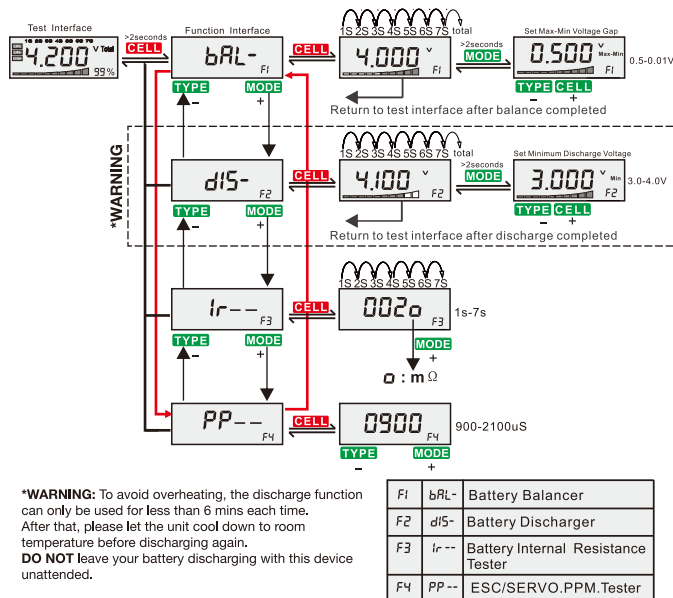 Test Interface
1S 2S 3S 4S 5S 6S 7S
4.200 V Total
99%
>2seconds
CELL
Function Interface
bAL-
F1
CELL
1S 2S 3S 4S 5S 6S 7S total
4.000 v
F1
>2seconds
MODE
Set Max-Min Voltage Gap
0.500 v Max-Min
F1
0.5-0.01V
TYPE MODE
- +
TYPE CELL
- +
Return to test interface after balance completed
*WARNING
dIS-
F2
CELL
1S 2S 3S 4S 5S 6S 7S total
4.100 v
F2
>2seconds
MODE
Set Minimum Discharge Voltage
3.000 v Min
F2
3.0-4.0V
TYPE MODE
- +
TYPE CELL
- +
Return to test interface after discharge completed
Ir--
F3
CELL
1S 2S 3S 4S 5S 6S 7S
002o
F3
1s-7s
TYPE MODE
- +
MODE
+
o : m Ω
PP--
F4
CELL
0900
F4
900-2100uS
TYPE MODE
- +
*WARNING: To avoid overheating, the discharge function
can only be used for less than 6 mins each time.
After that, please let the unit cool down to room
temperature before discharging again.
DO NOT leave your battery discharging with this device
unattended.
F1 bAL- Battery Balancer
F2 dIS- Battery Discharger
F3 Ir-- Battery Internal Resistance
Tester
F4 PP-- ESC/SERVO.PPM.Tester